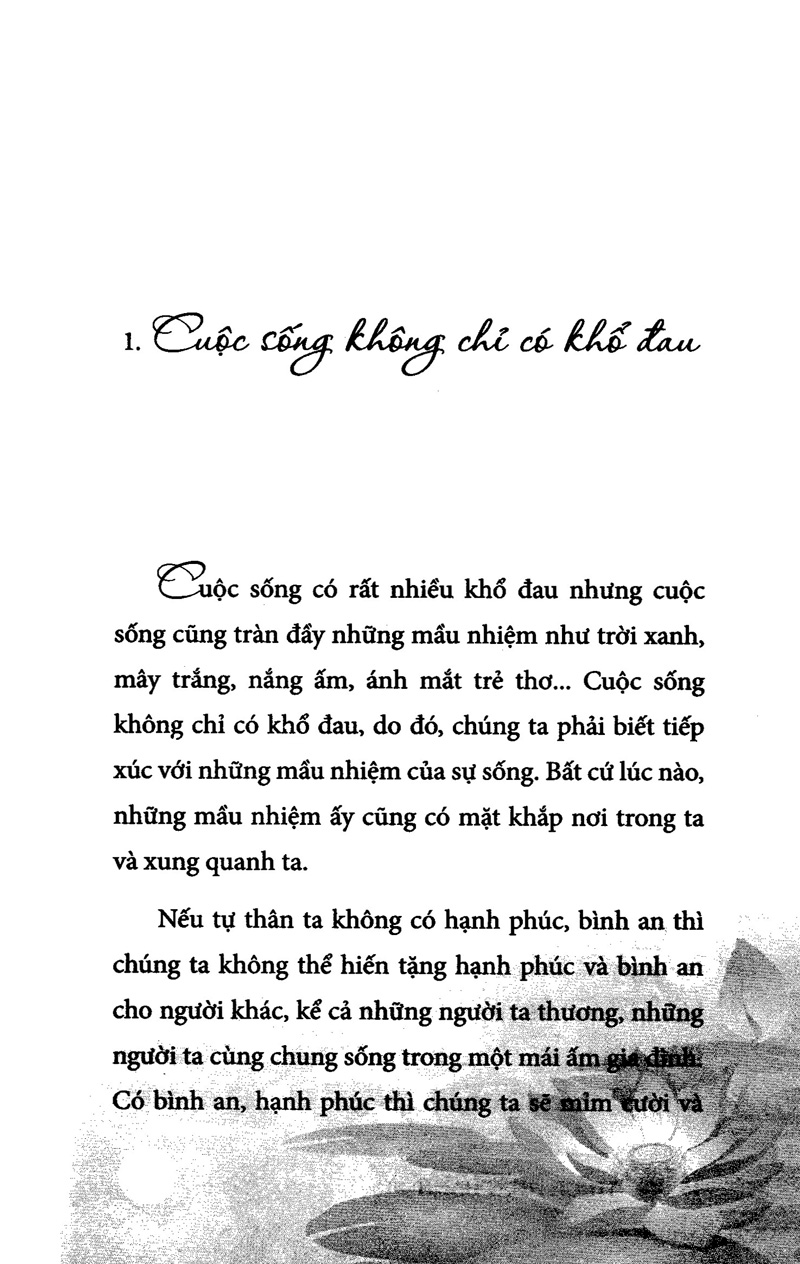 1. Cuộc sống không chỉ có khổ đau
Cuộc sống có rất nhiều khổ đau nhưng cuộc
sống cũng tràn đầy những mầu nhiệm như trời xanh,
mây trắng, nắng ấm, ánh mắt trẻ thơ... Cuộc sống
không chỉ có khổ đau, do đó, chúng ta phải biết tiếp
xúc với những mầu nhiệm của sự sống. Bất cứ lúc nào,
những mầu nhiệm ấy cũng có mặt khắp nơi trong ta
và xung quanh ta.
Nếu tự thân ta không có hạnh phúc, bình an thì
chúng ta không thể hiến tặng hạnh phúc và bình an
cho người khác, kể cả những người ta thương, những
người ta cùng chung sống trong một mái ấm gia đình.
Có bình an, hạnh phúc thì chúng ta sẽ mỉm cười và